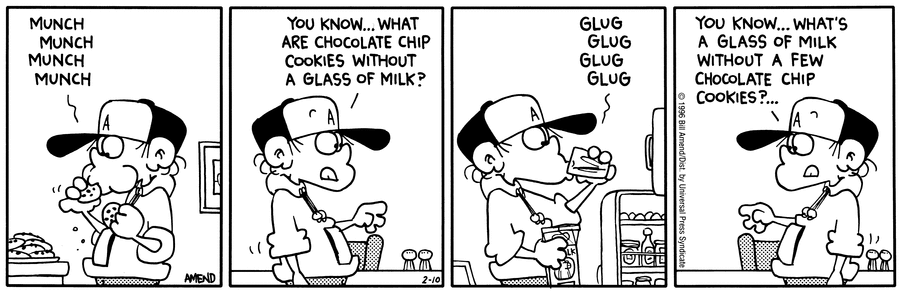 MUNCH
MUNCH
MUNCH
MUNCH
A
AMEND
YOU KNOW... WHAT
ARE CHOCOLATE CHIP
COOKIES WITHOUT
A GLASS OF MILK?
A
2-10
GLUG
GLUG
GLUG
GLUG
© 1996 Bill Amend/Dist. by Universal Press Syndicate
YOU KNOW... WHAT'S
A GLASS OF MILK
WITHOUT A FEW
CHOCOLATE CHIP
COOKIES?...
A